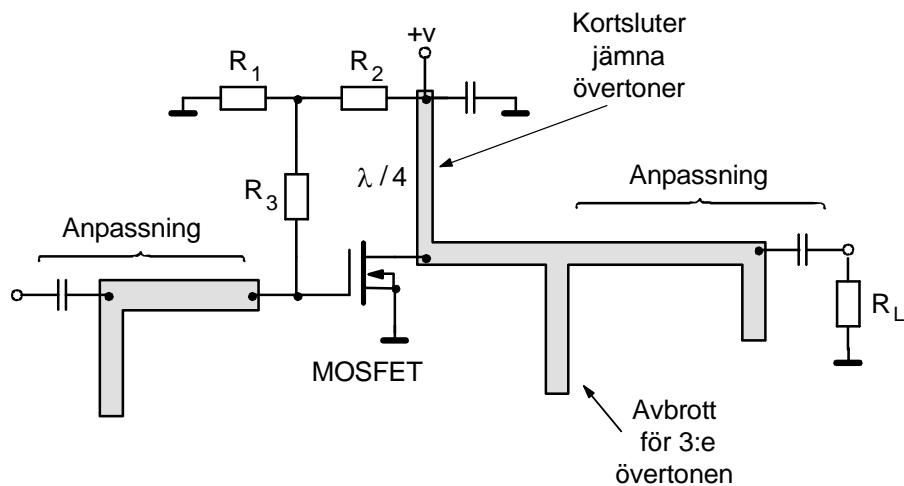 Kortsluter
jämna
övertoner
+v
R1
R2
λ / 4
R3
Anpassning
Anpassning
RL
MOSFET
Avbrott
för 3:e
övertonen